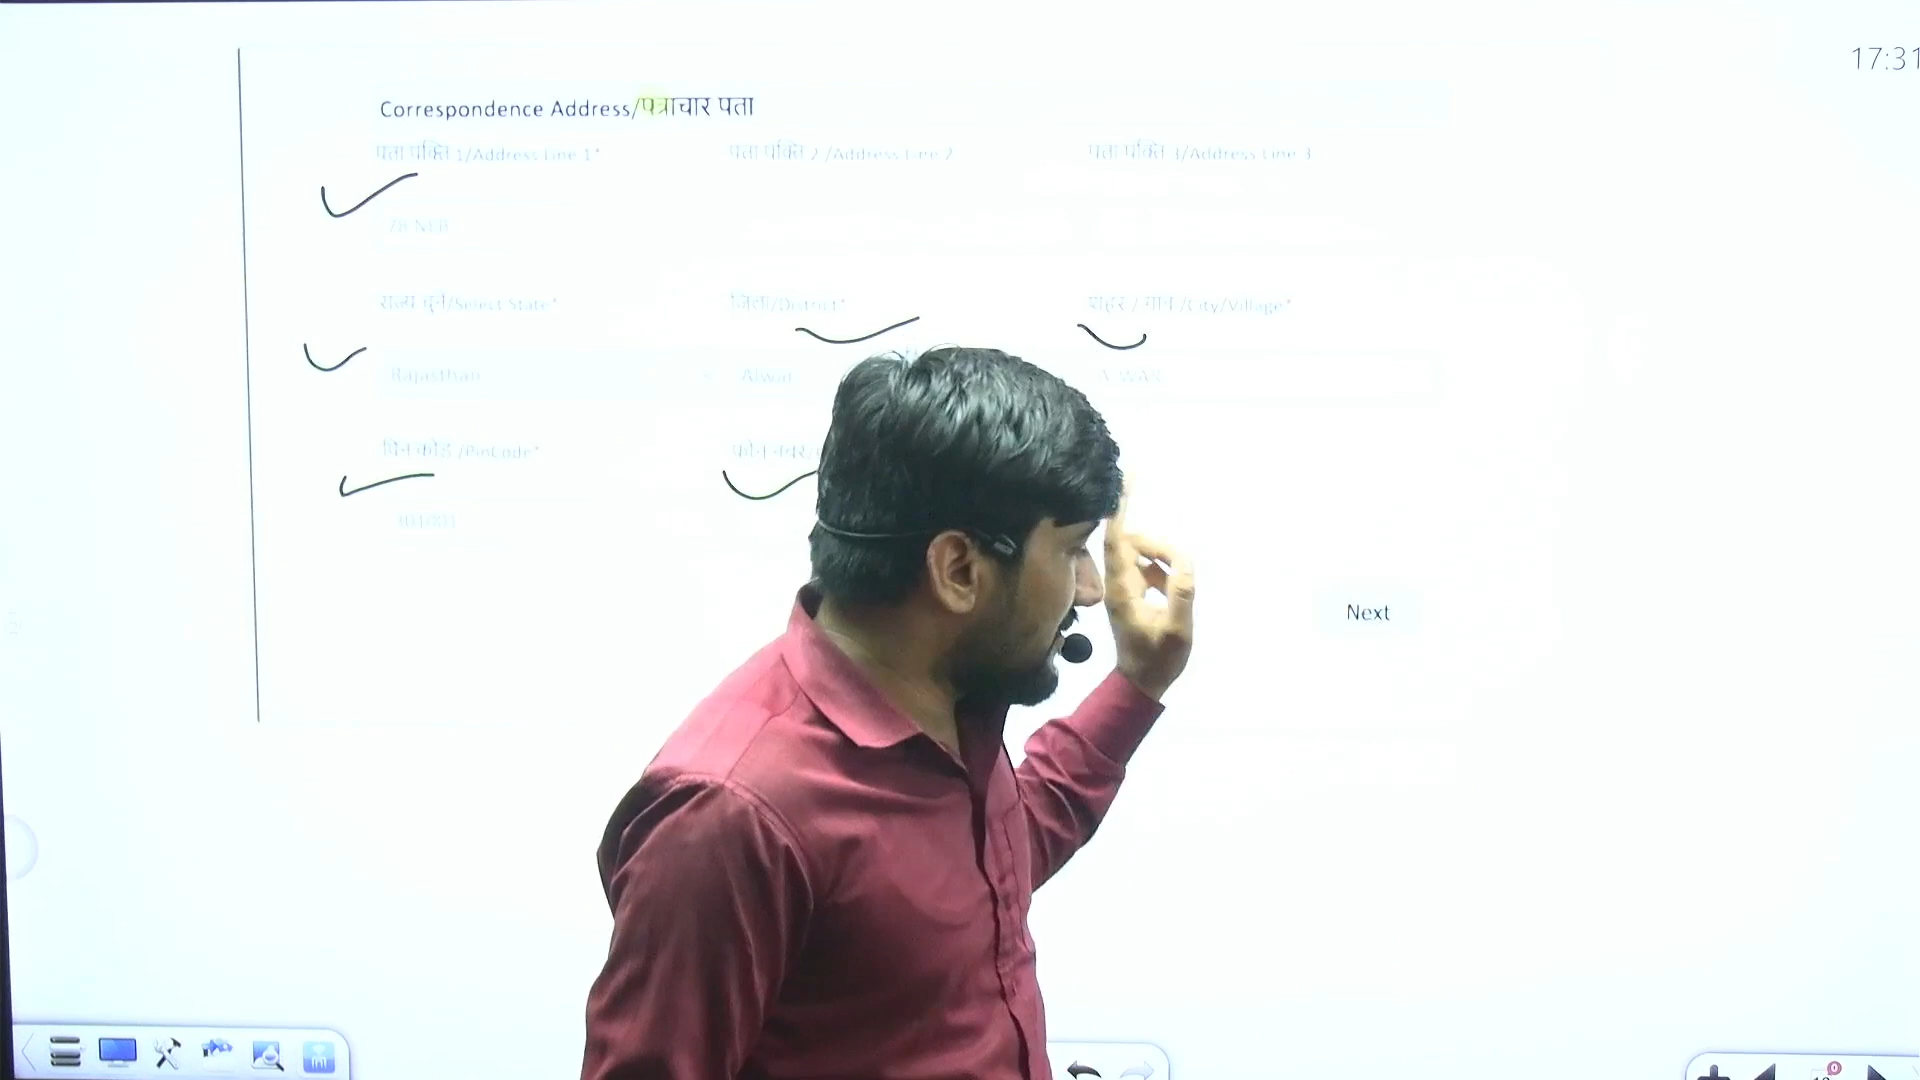 17:31
Correspondence Address/पत्राचार पता
पता पंक्ति 1/Address Line 1* पता पंक्ति 2 /Address Line 2 पता पंक्ति 3/Address Line 3
राज्य चुनें/Select State* जिला/District* शहर / गांव /City/Village*
Rajasthan Alwar
पिन कोड /PinCode* फोन नंबर/
Next